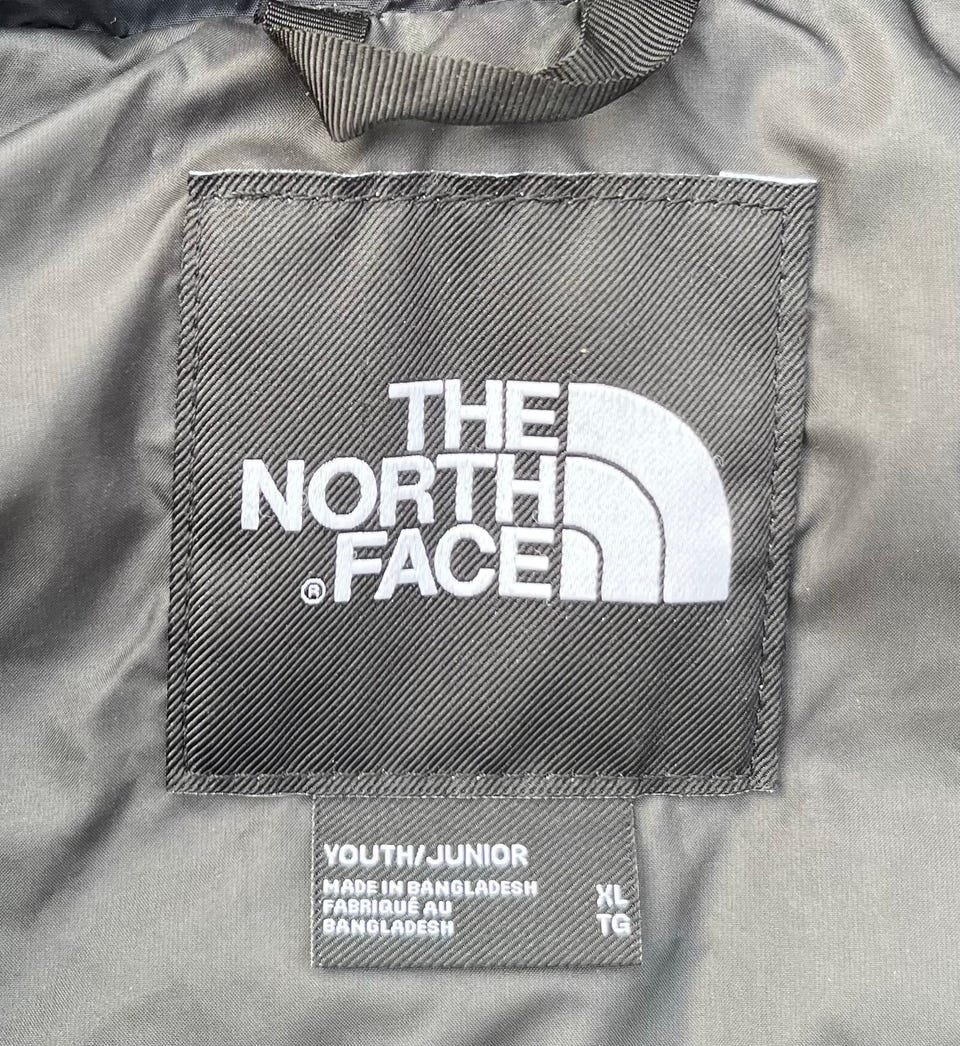 THE
NORTH
FACE
®
YOUTH/JUNIOR
MADE IN BANGLADESH
FABRIQUÉ AU
BANGLADESH
XL
TG